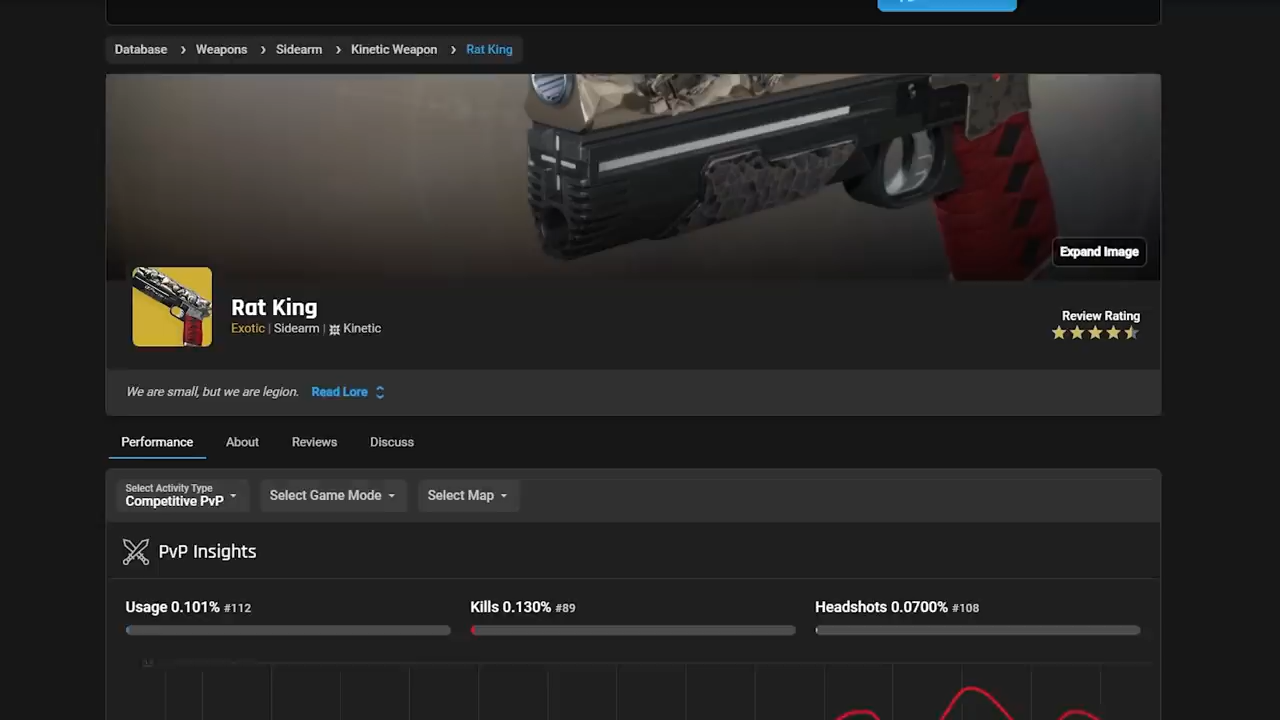 Database > Weapons > Sidearm > Kinetic Weapon > Rat King
Expand Image
Rat King
Exotic | Sidearm | Kinetic
Review Rating
We are small, but we are legion. Read Lore
Performance About Reviews Discuss
Select Activity Type
Competitive PvP Select Game Mode Select Map
PvP Insights
Usage 0.101% #112 Kills 0.130% #89 Headshots 0.0700% #108